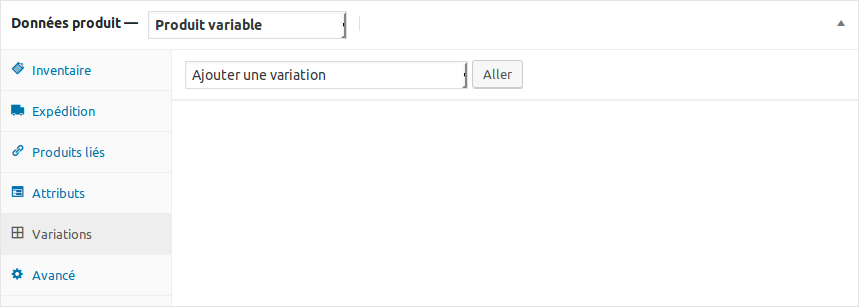 Données produit — Produit variable
Inventaire
Expédition
Produits liés
Attributs
Variations
Avancé
Ajouter une variation Aller